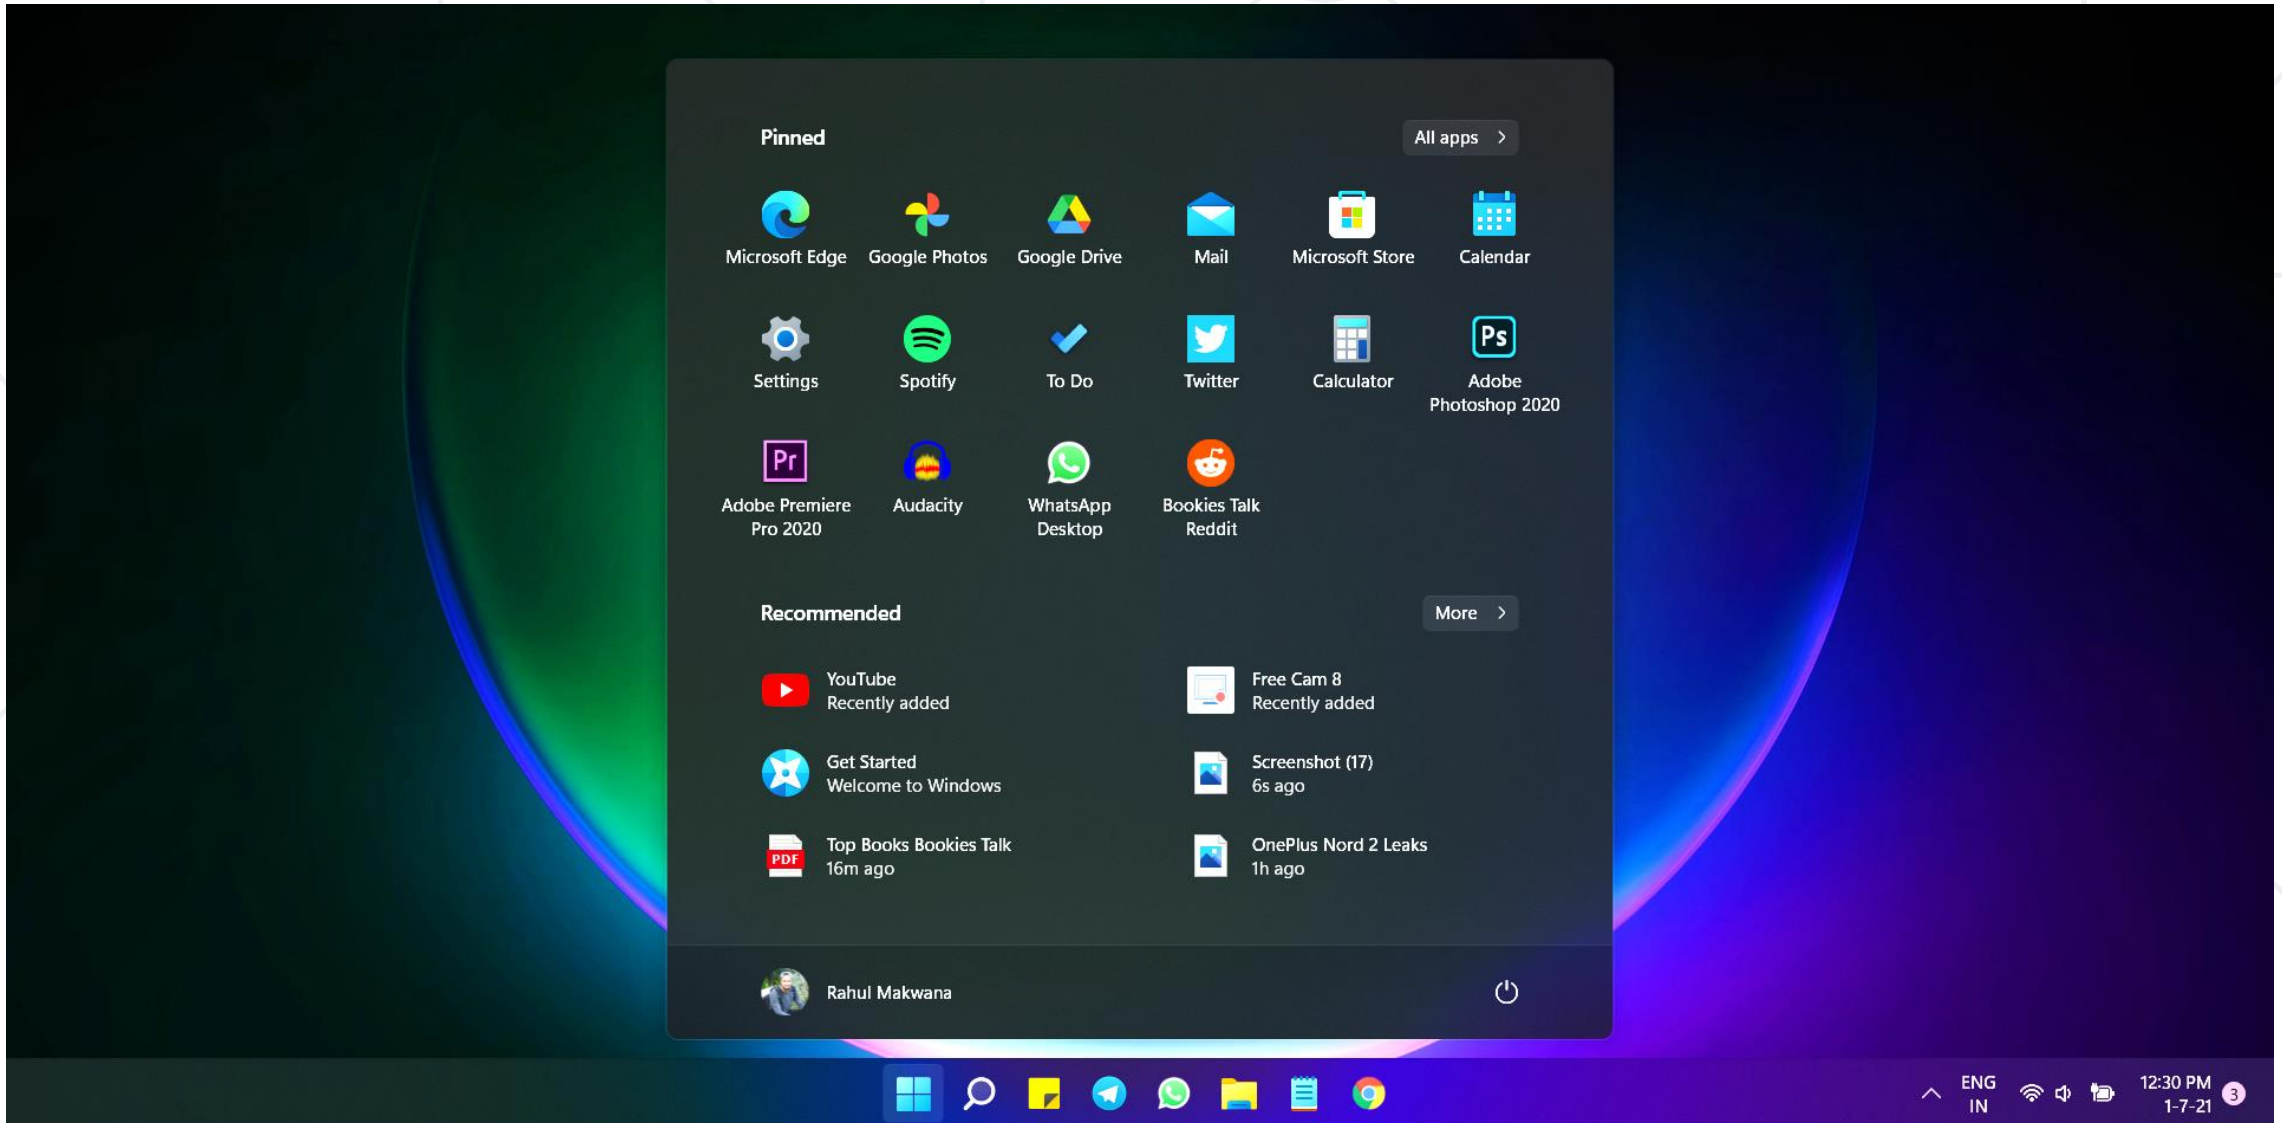 Pinned
All apps
Microsoft Edge
Google Photos
Google Drive
Mail
Microsoft Store
Calendar
Settings
Spotify
To Do
Twitter
Calculator
Ps
Adobe
Photoshop 2020
Pr
Adobe Premiere
Pro 2020
Audacity
WhatsApp
Desktop
Bookies Talk
Reddit
Recommended
More
YouTube
Recently added
Free Cam 8
Recently added
Get Started
Welcome to Windows
Screenshot (17)
6s ago
PDF
Top Books Bookies Talk
16m ago
OnePlus Nord 2 Leaks
1h ago
Rahul Makwana
ENG
IN
12:30 PM
1-7-21
3